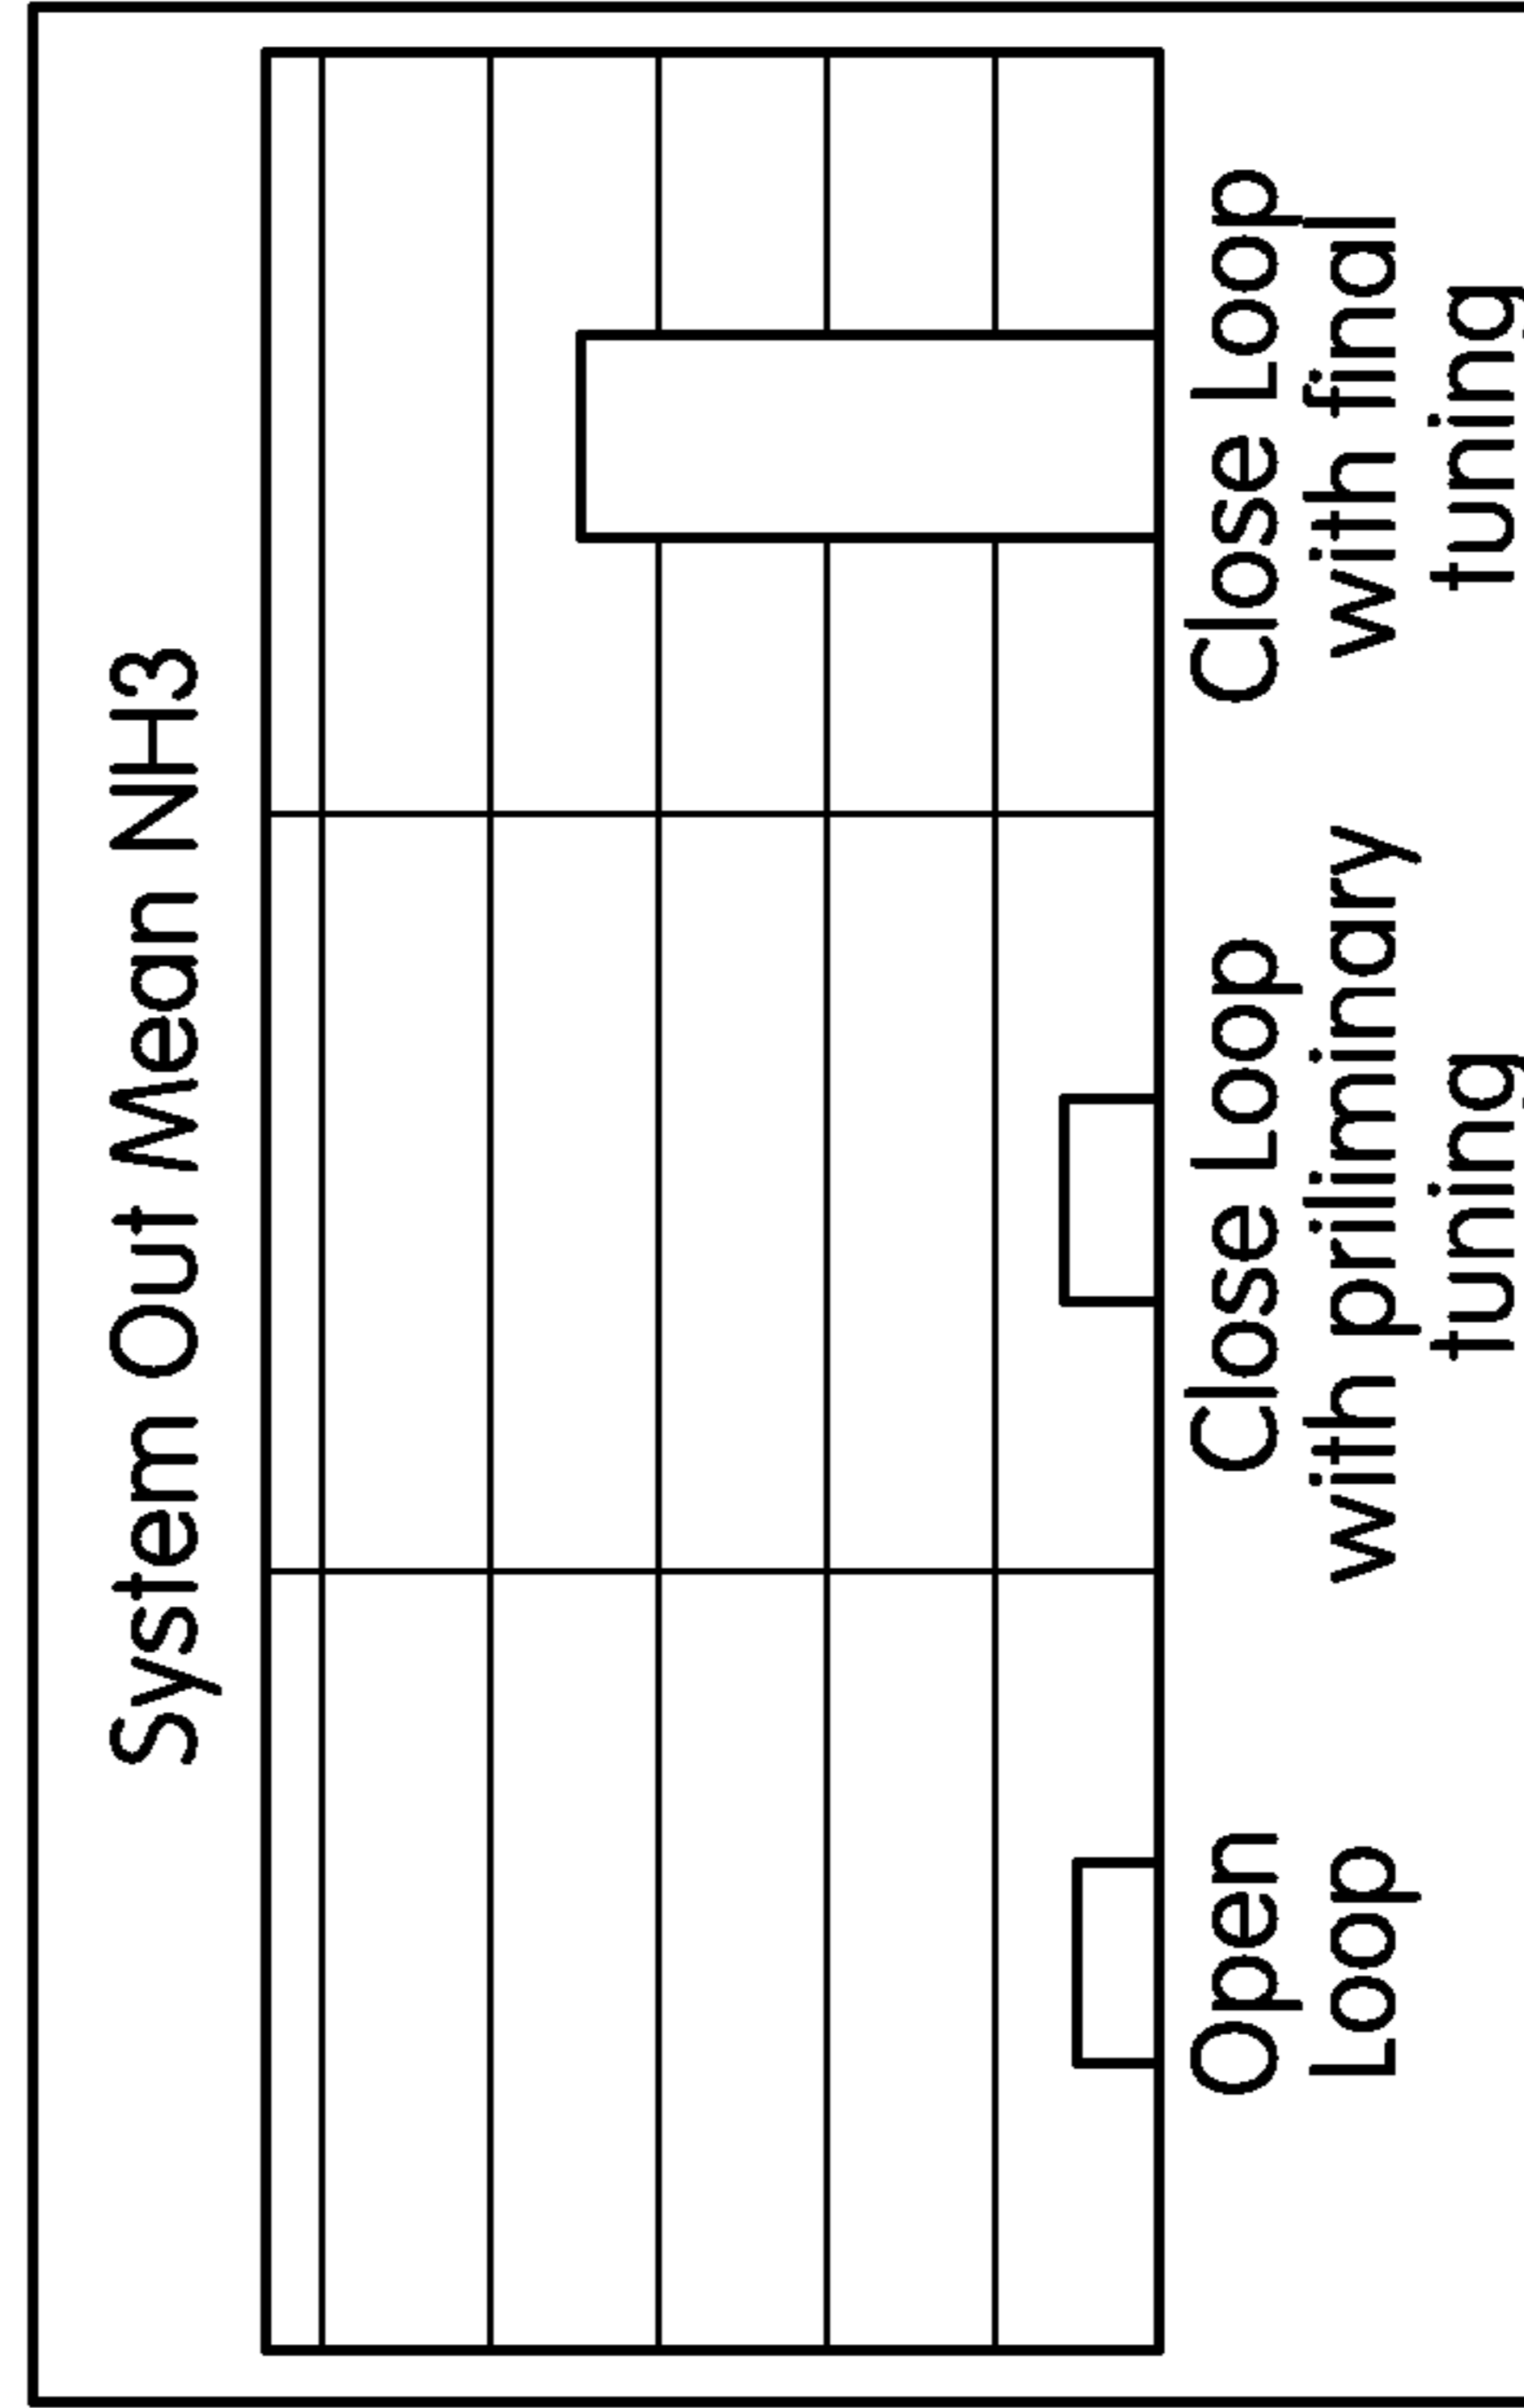 System Out Mean NH3
Open
Loop
Close Loop
with priliminary
tuning
Close Loop
with final
tuning